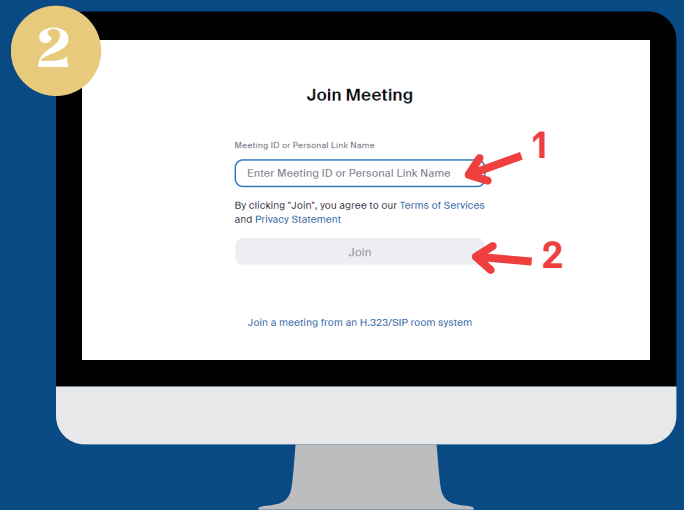 2
Join Meeting
Meeting ID or Personal Link Name
1
Enter Meeting ID or Personal Link Name
By clicking "Join", you agree to our Terms of Services
and Privacy Statement
Join
2
Join a meeting from an H.323/SIP room system